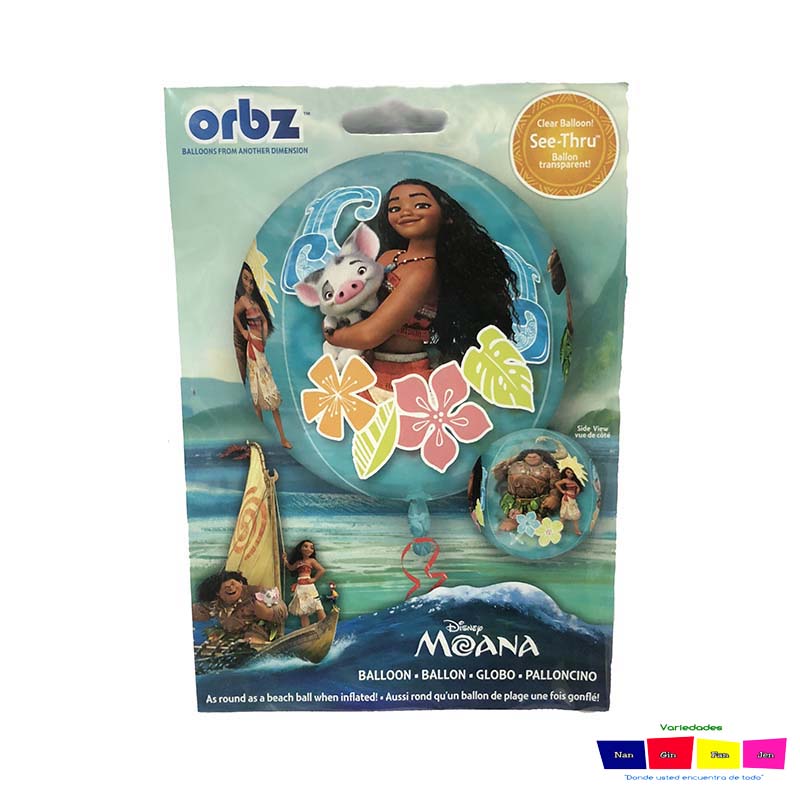 orbz™
BALLOONS FROM ANOTHER DIMENSION
Clear Balloon!
See-Thru™
Ballon
transparent!
Side View
vue de côté
Disney
MOANA
BALLOON • BALLON • GLOBO • PALLONCINO
As round as a beach ball when inflated! • Aussi rond qu'un ballon de plage une fois gonflé!
Variedades
Nan Gin Fan Jen
"Donde usted encuentra de todo"